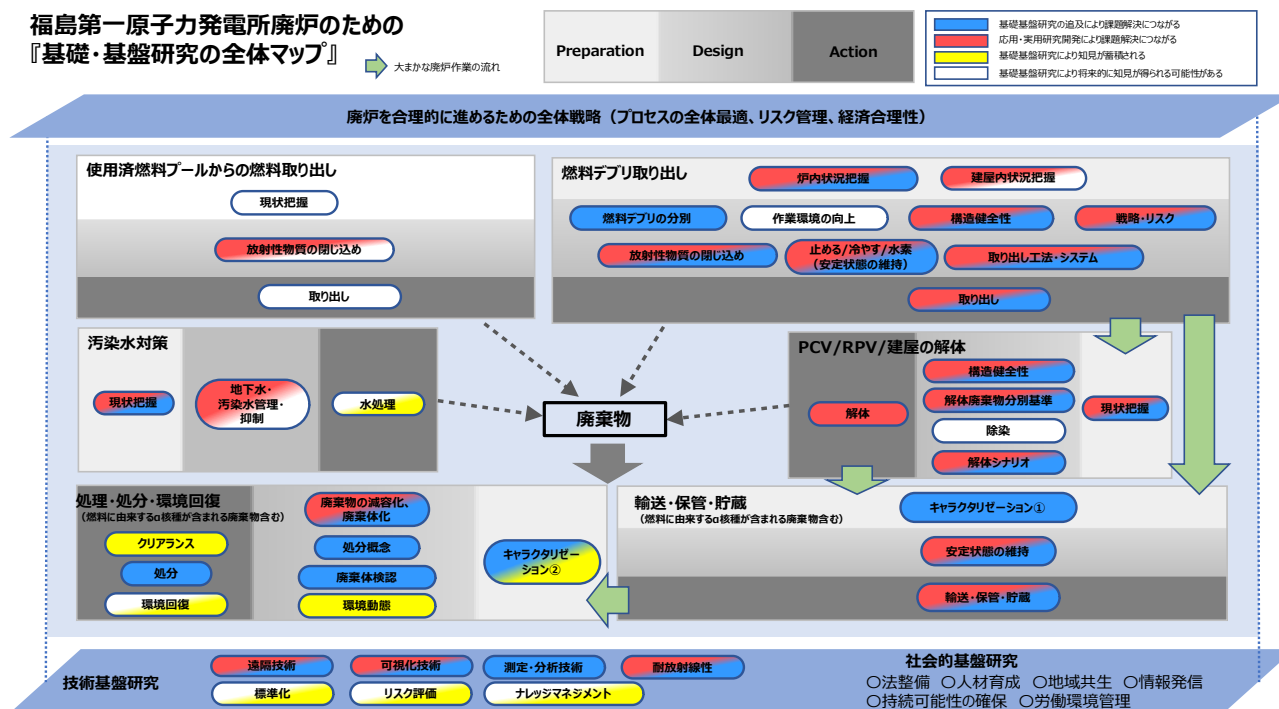 福島第一原子力発電所廃炉のための
『基礎・基盤研究の全体マップ』
大まかな廃炉作業の流れ
Preparation
Design
Action
基礎基盤研究の追及により課題解決につながる
応用・実用研究開発により課題解決につながる
基礎基盤研究により知見が蓄積される
基礎基盤研究により将来的に知見が得られる可能性がある
廃炉を合理的に進めるための全体戦略（プロセスの全体最適、リスク管理、経済合理性）
使用済燃料プールからの燃料取り出し
現状把握
放射性物質の閉じ込め
取り出し
燃料デブリ取り出し
炉内状況把握
建屋内状況把握
燃料デブリの分別
作業環境の向上
構造健全性
戦略・リスク
放射性物質の閉じ込め
止める/冷やす/水素
（安定状態の維持）
取り出し工法・システム
取り出し
汚染水対策
現状把握
地下水・
汚染水管理・
抑制
水処理
廃棄物
PCV/RPV/建屋の解体
解体
構造健全性
解体廃棄物分別基準
除染
解体シナリオ
現状把握
処理・処分・環境回復
（燃料に由来するα核種が含まれる廃棄物含む）
クリアランス
処分
環境回復
廃棄物の減容化、
廃棄体化
処分概念
廃棄体検認
環境動態
キャラクタリゼー
ション②
輸送・保管・貯蔵
（燃料に由来するα核種が含まれる廃棄物含む）
キャラクタリゼーション①
安定状態の維持
輸送・保管・貯蔵
技術基盤研究
遠隔技術
可視化技術
測定・分析技術
耐放射線性
標準化
リスク評価
ナレッジマネジメント
社会的基盤研究
〇法整備 〇人材育成 〇地域共生 〇情報発信
〇持続可能性の確保 〇労働環境管理